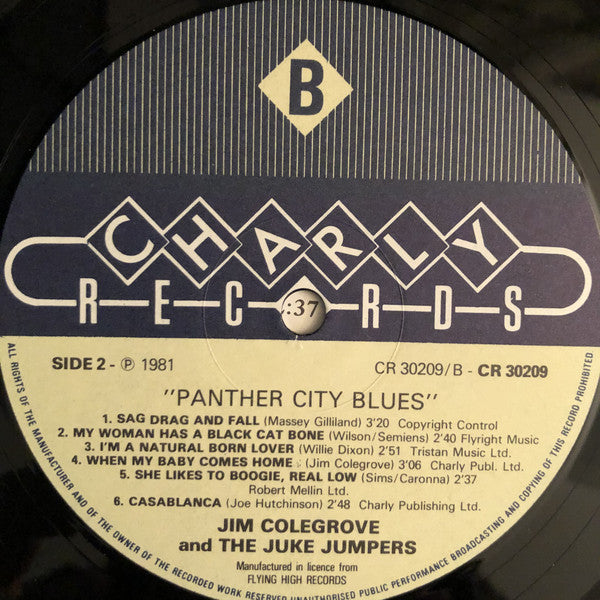 B
CHARLY
RECORDS
:37
SIDE 2 - ℗ 1981
CR 30209/B - CR 30209
"PANTHER CITY BLUES"
1. SAG DRAG AND FALL (Massey Gilliland) 3'20 Copyright Control
2. MY WOMAN HAS A BLACK CAT BONE (Wilson/Semiens) 2'40 Flyright Music
3. I'M A NATURAL BORN LOVER (Willie Dixon) 2'51 Tristan Music Ltd.
4. WHEN MY BABY COMES HOME (Jim Colegrove) 3'06 Charly Publ. Ltd.
5. SHE LIKES TO BOOGIE, REAL LOW (Sims/Caronna) 2'37
Robert Mellin Ltd.
6. CASABLANCA (Joe Hutchinson) 2'48 Charly Publishing Ltd.
JIM COLEGROVE
and THE JUKE JUMPERS
Manufactured in licence from
FLYING HIGH RECORDS
ALL RIGHTS OF THE MANUFACTURER AND OF THE OWNER OF THE RECORDED WORK RESERVED UNAUTHORISED PUBLIC PERFORMANCE BROADCASTING AND COPYING OF THIS RECORD PROHIBITED